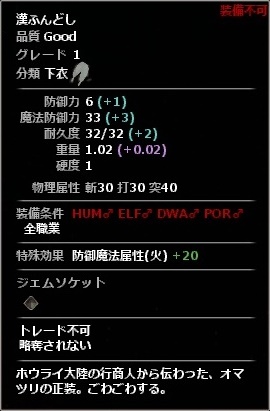 装備不可
漢ふんどし
品質 Good
グレード 1
分類 下衣
防御力 6 (+1)
魔法防御力 33 (+3)
耐久度 32/32 (+2)
重量 1.02 (+0.02)
硬度 1
物理属性 斬30 打30 突40
装備条件 HUM♂ ELF♂ DWA♂ POR♂
全職業
特殊効果 防御魔法属性(火) +20
ジェムソケット
トレード不可
略奪されない
ホウライ大陸の行商人から伝わった、オマ
ツリの正装。ごわごわする。